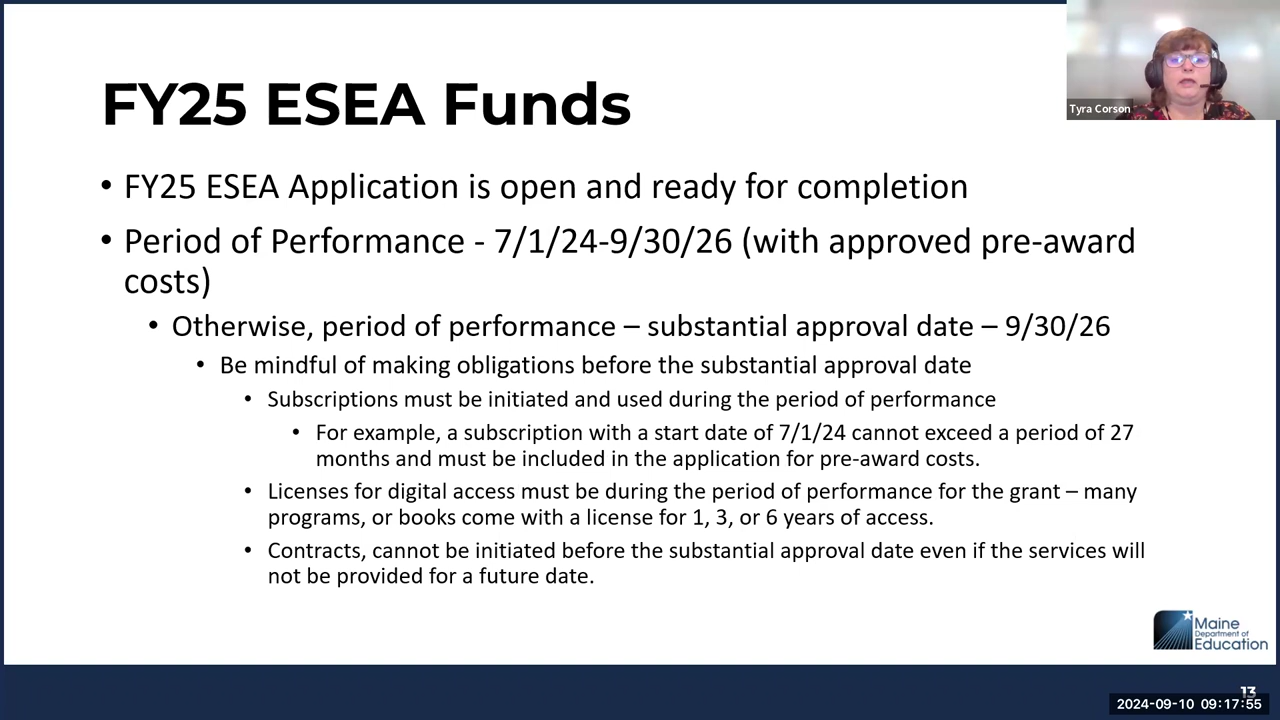 Tyra Corson
FY25 ESEA Funds
• FY25 ESEA Application is open and ready for completion
• Period of Performance - 7/1/24-9/30/26 (with approved pre-award
costs)
• Otherwise, period of performance – substantial approval date – 9/30/26
• Be mindful of making obligations before the substantial approval date
• Subscriptions must be initiated and used during the period of performance
• For example, a subscription with a start date of 7/1/24 cannot exceed a period of 27
months and must be included in the application for pre-award costs.
• Licenses for digital access must be during the period of performance for the grant – many
programs, or books come with a license for 1, 3, or 6 years of access.
• Contracts, cannot be initiated before the substantial approval date even if the services will
not be provided for a future date.
Maine
Department of
Education
13
2024-09-10 09:17:55